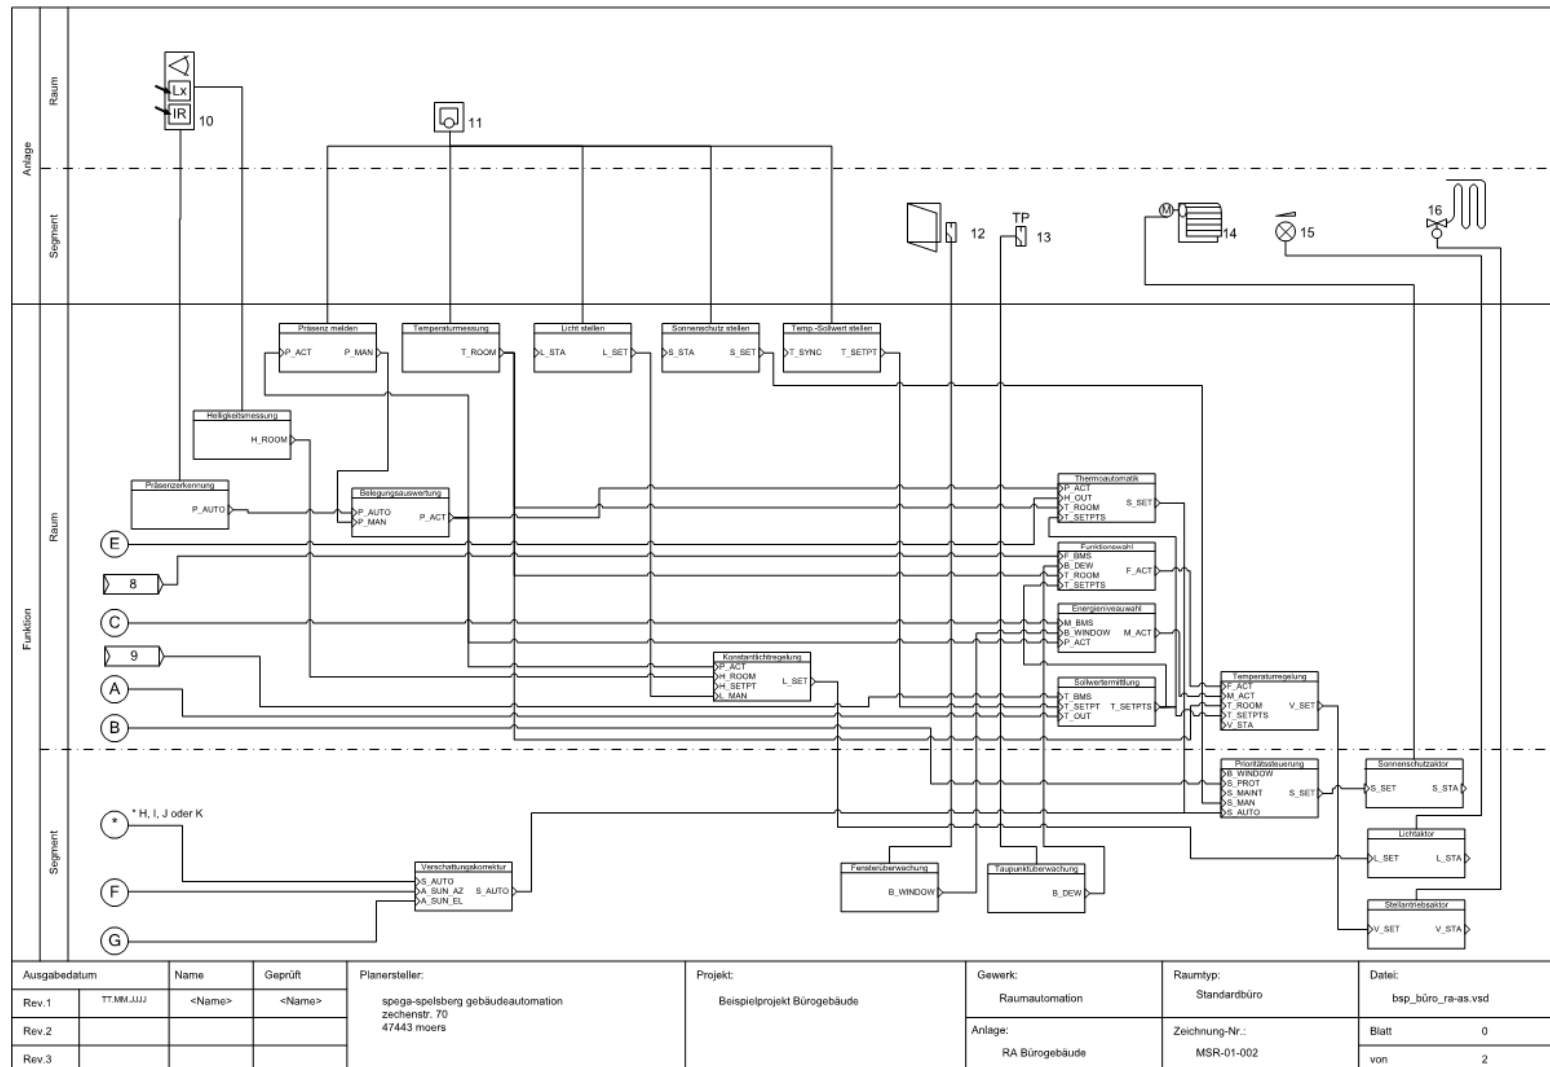 Anlage
Raum
Segment
Funktion
Raum
Segment
Lx
IR
10
11
12
TP
13
M
14
15
16
Präsenz melden
P_ACT P_MAN
Temperaturmessung
T_ROOM
Licht stellen
L_STA L_SET
Sonnenschutz stellen
S_STA S_SET
Temp.-Sollwert stellen
T_SYNC T_SETPT
Helligkeitsmessung
H_ROOM
Präsenzerkennung
P_AUTO
Belegungsauswertung
P_AUTO
P_MAN
P_ACT
Thermoautomatik
P_ACT
H_OUT
T_ROOM
T_SETPTS
S_SET
E
8
C
9
A
B
Funktionswahl
F_BMS
B_DEW
T_ROOM
T_SETPTS
F_ACT
Energieniveauwahl
M_BMS
B_WINDOW
P_ACT
M_ACT
Konstantlichtregelung
P_ACT
H_ROOM
H_SETPT
L_MAN
L_SET
Sollwertermittlung
T_BMS
T_SETPT
T_OUT
T_SETPTS
Temperaturregelung
F_ACT
M_ACT
T_ROOM
T_SETPTS
V_STA
V_SET
Prioritätssteuerung
B_WINDOW
S_PROT
S_MAINT
S_MAN
S_AUTO
S_SET
Sonnenschutzaktor
S_SET S_STA
Lichtaktor
L_SET L_STA
Stellantriebsaktor
V_SET V_STA
* * H, I, J oder K
F
G
Verschattungskorrektur
S_AUTO
A_SUN_AZ
A_SUN_EL
S_AUTO
Fensterüberwachung
B_WINDOW
Taupunktüberwachung
B_DEW
Ausgabedatum Name Geprüft
Rev.1 TT.MM.JJJJ <Name> <Name>
Rev.2
Rev.3
Planersteller:
spega-spelsberg gebäudeautomation
zechenstr. 70
47443 moers
Projekt:
Beispielprojekt Bürogebäude
Gewerk:
Raumautomation
Anlage:
RA Bürogebäude
Raumtyp:
Standardbüro
Zeichnung-Nr.:
MSR-01-002
Datei:
bsp_büro_ra-as.vsd
Blatt 0
von 2